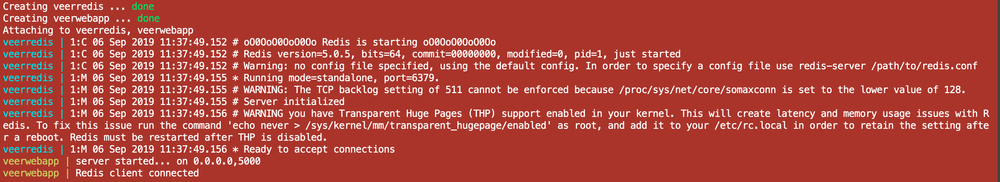 Creating veerredis ... done
Creating veerwebapp ... done
Attaching to veerredis, veerwebapp
veerredis | 1:C 06 Sep 2019 11:37:49.152 # oO0OoO0OoO0Oo Redis is starting oO0OoO0OoO0Oo
veerredis | 1:C 06 Sep 2019 11:37:49.152 # Redis version=5.0.5, bits=64, commit=00000000, modified=0, pid=1, just started
veerredis | 1:C 06 Sep 2019 11:37:49.152 # Warning: no config file specified, using the default config. In order to specify a config file use redis-server /path/to/redis.conf
veerredis | 1:M 06 Sep 2019 11:37:49.155 * Running mode=standalone, port=6379.
veerredis | 1:M 06 Sep 2019 11:37:49.155 # WARNING: The TCP backlog setting of 511 cannot be enforced because /proc/sys/net/core/somaxconn is set to the lower value of 128.
veerredis | 1:M 06 Sep 2019 11:37:49.155 # Server initialized
veerredis | 1:M 06 Sep 2019 11:37:49.156 # WARNING you have Transparent Huge Pages (THP) support enabled in your kernel. This will create latency and memory usage issues with R
edis. To fix this issue run the command 'echo never > /sys/kernel/mm/transparent_hugepage/enabled' as root, and add it to your /etc/rc.local in order to retain the setting afte
r a reboot. Redis must be restarted after THP is disabled.
veerredis | 1:M 06 Sep 2019 11:37:49.156 * Ready to accept connections
veerwebapp | server started... on 0.0.0.0,5000
veerwebapp | Redis client connected